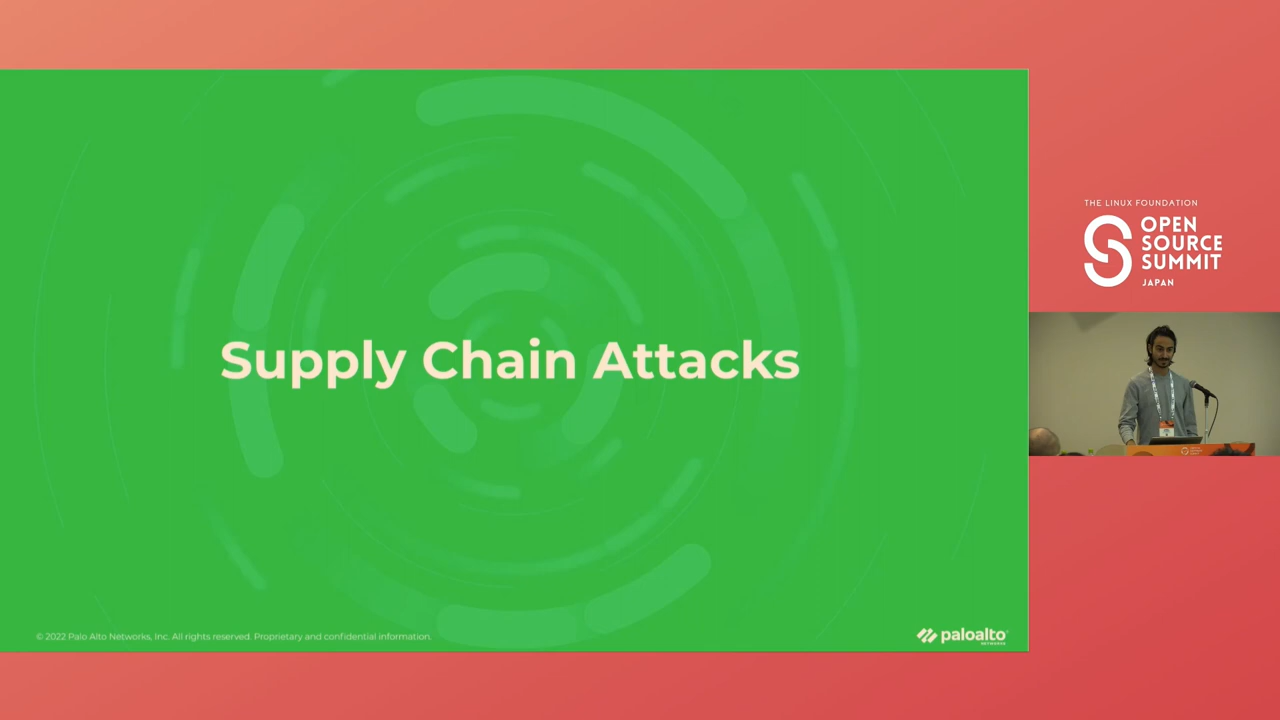 Supply Chain Attacks
© 2022 Palo Alto Networks, Inc. All rights reserved. Proprietary and confidential information.
paloalto
NETWORKS
THE LINUX FOUNDATION
OPEN
SOURCE
SUMMIT
JAPAN